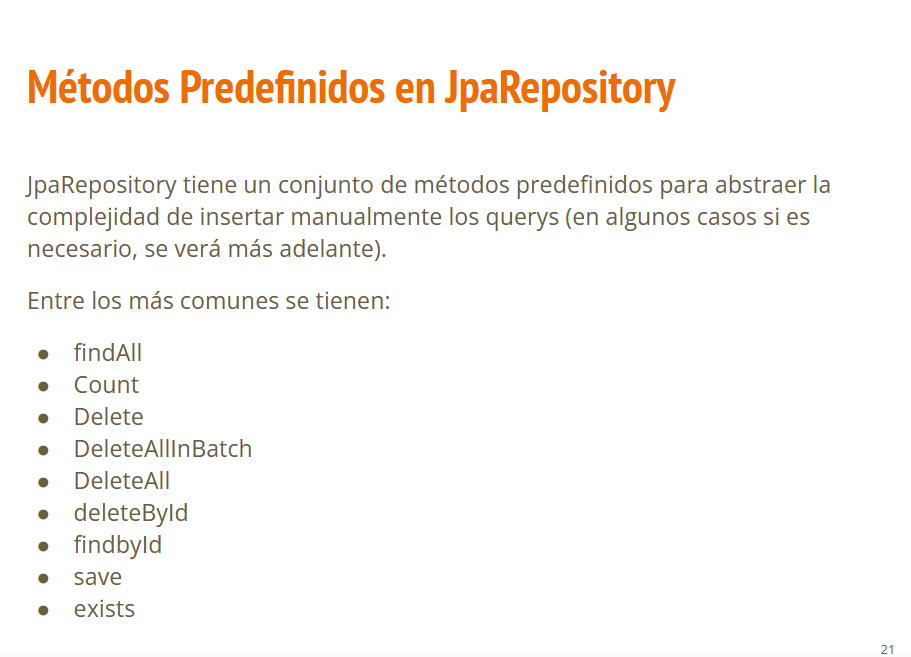 Métodos Predefinidos en JpaRepository
JpaRepository tiene un conjunto de métodos predefinidos para abstraer la
complejidad de insertar manualmente los querys (en algunos casos si es
necesario, se verá más adelante).
Entre los más comunes se tienen:
● findAll
● Count
● Delete
● DeleteAllInBatch
● DeleteAll
● deleteById
● findbyId
● save
● exists
21